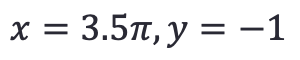 x = 3.5π, y = −1